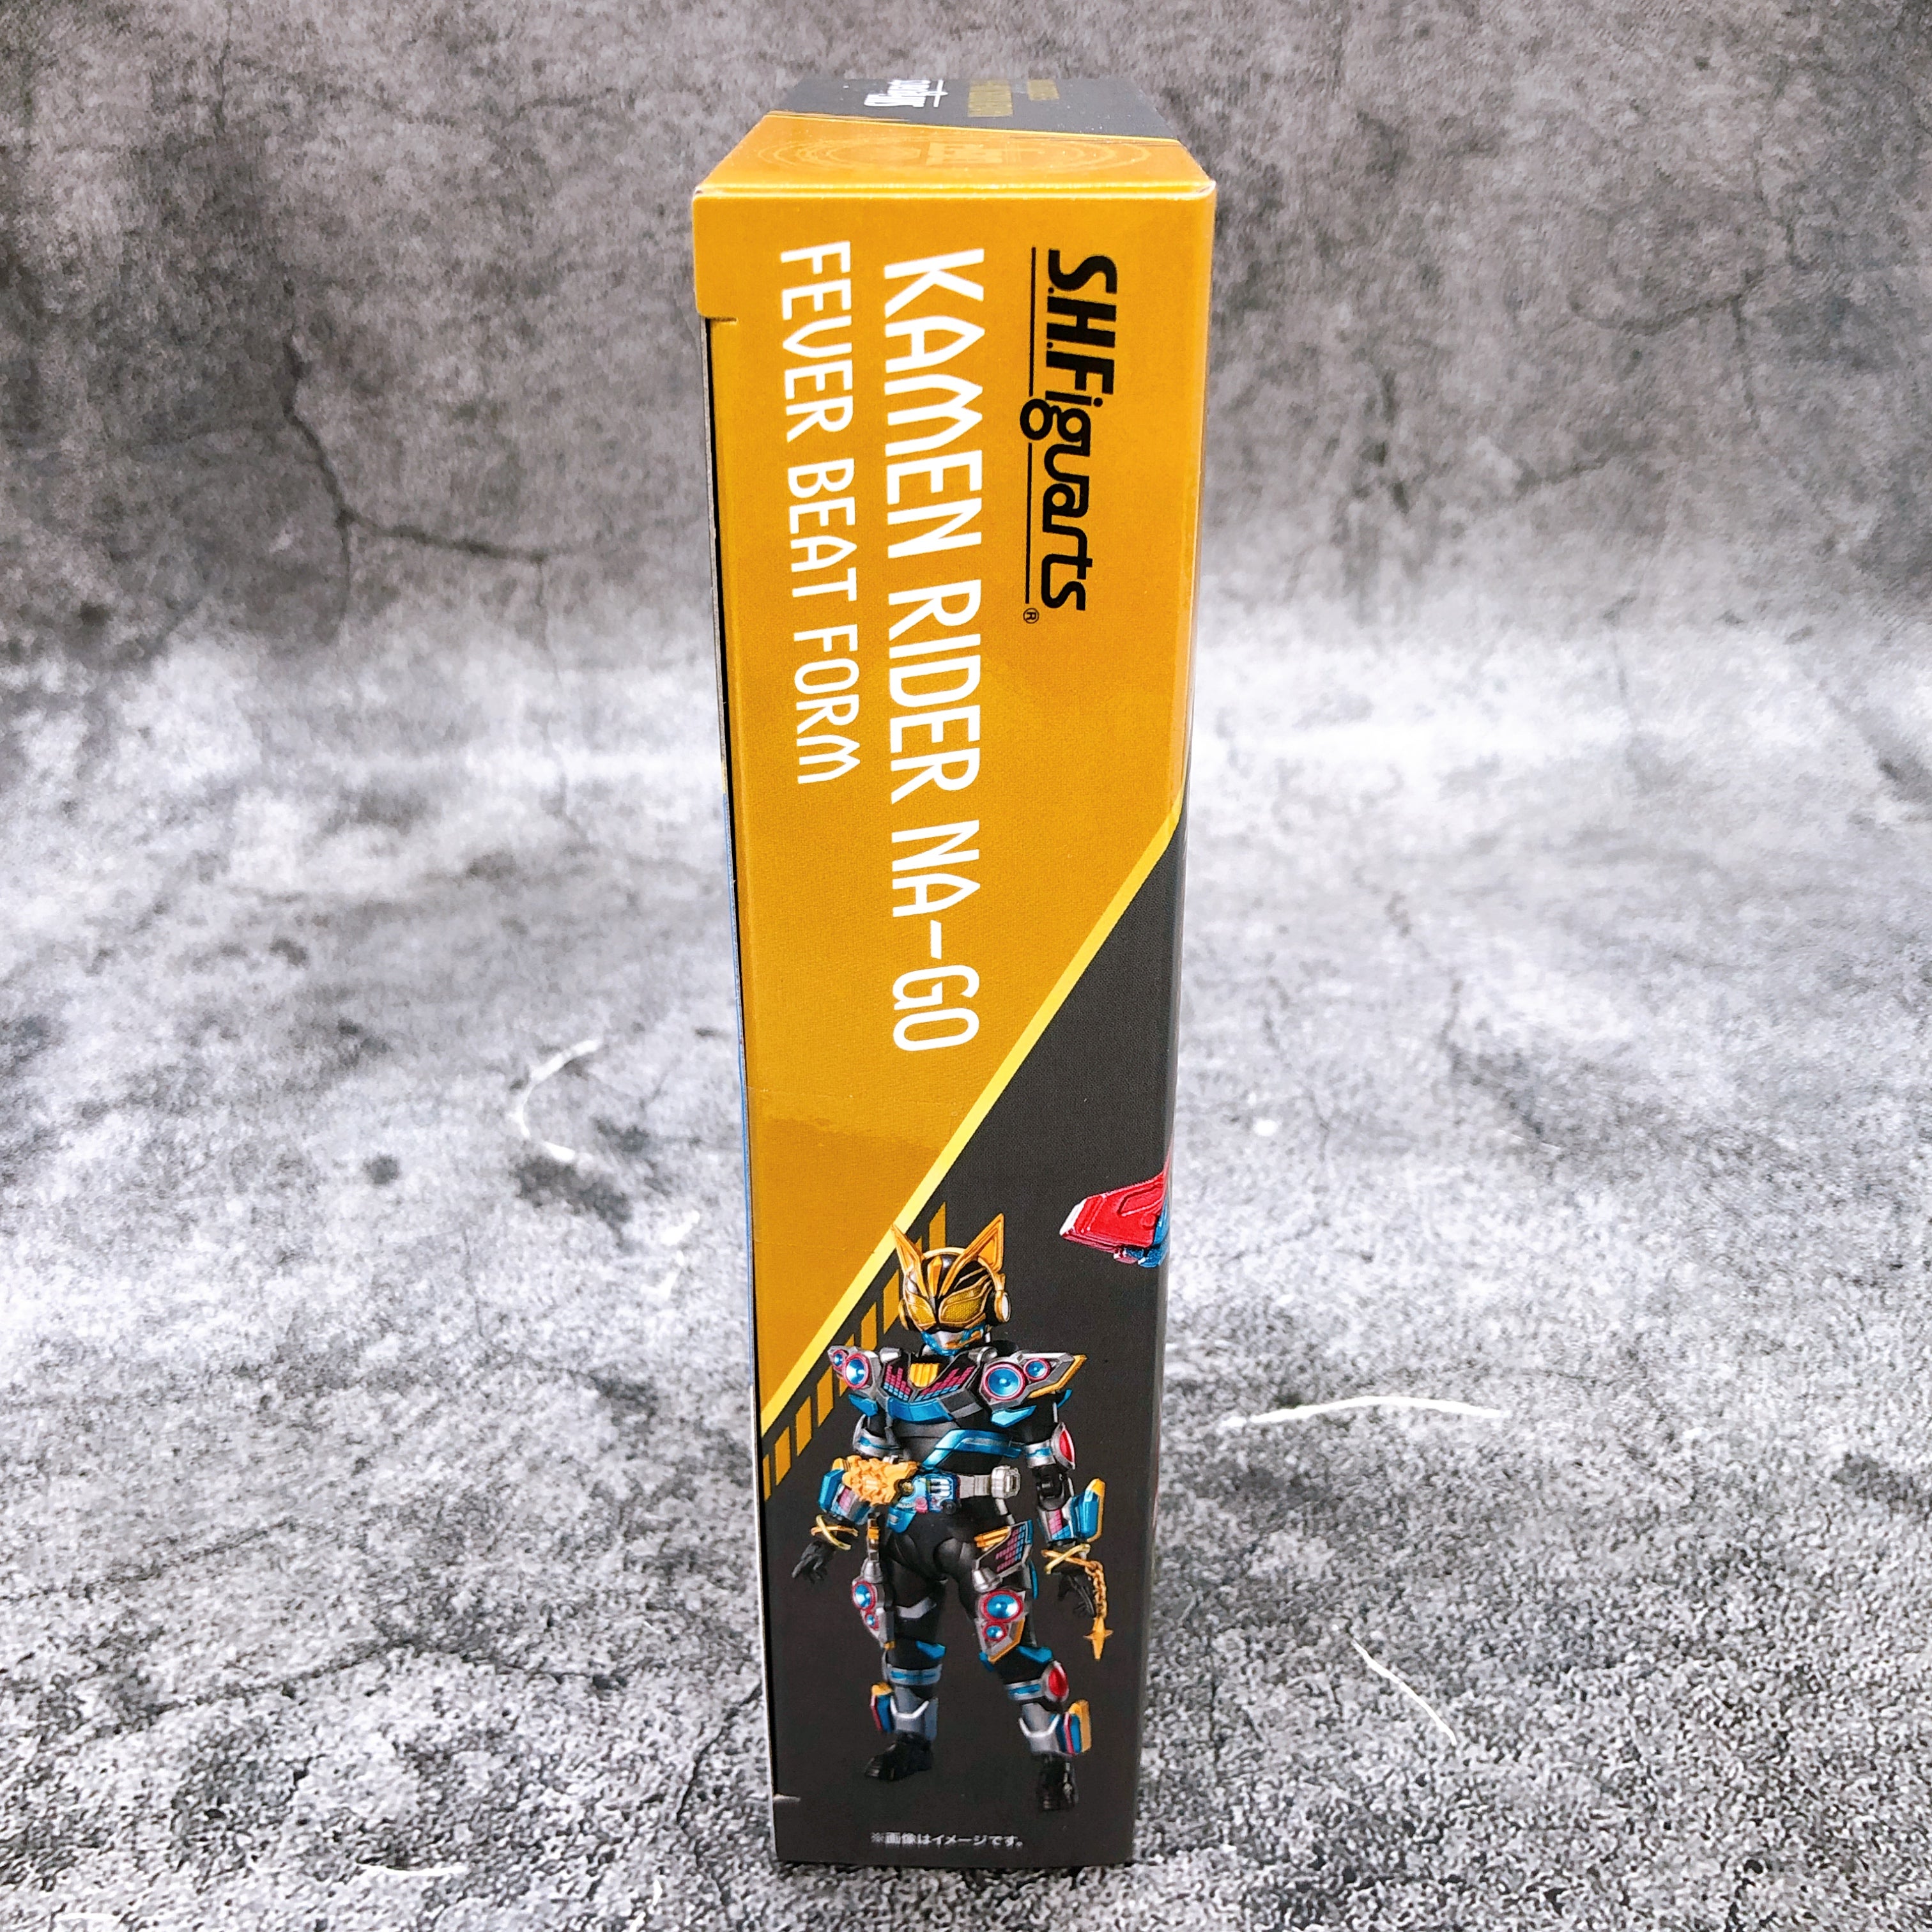 S.H.Figuarts®
KAMEN RIDER NA-GO
FEVER BEAT FORM
※画像はイメージです。